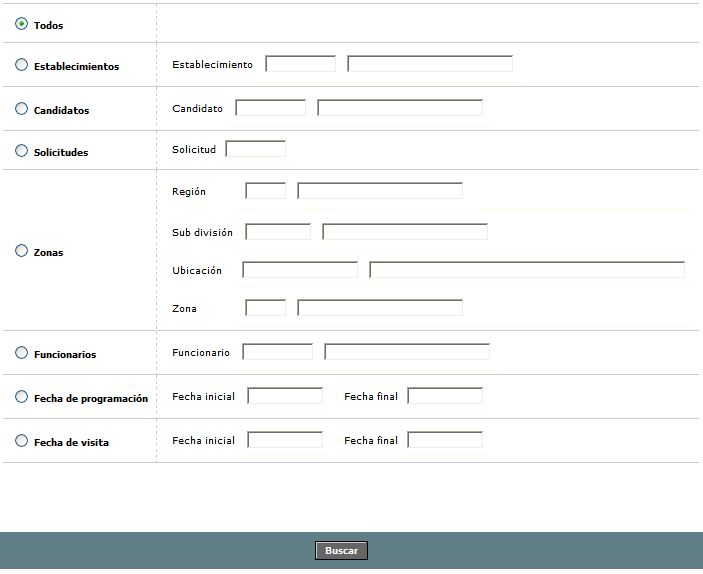 Todos
Establecimientos Establecimiento
Candidatos Candidato
Solicitudes Solicitud
Región
Sub división
Zonas
Ubicación
Zona
Funcionarios Funcionario
Fecha de programación Fecha inicial Fecha final
Fecha de visita Fecha inicial Fecha final
Buscar